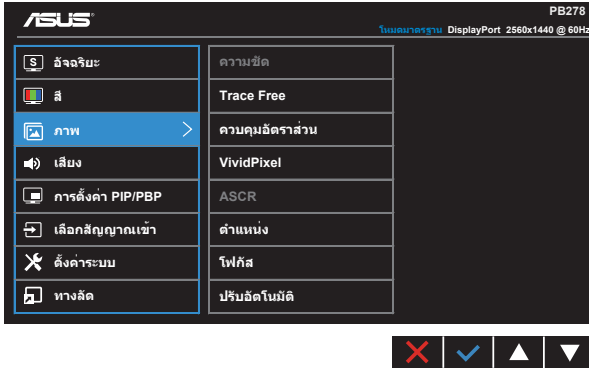 ASUS
PB278
โหมดมาตรฐาน DisplayPort 2560x1440 @ 60Hz
S อัจฉริยะ
สี
ภาพ
เสียง
การตั้งค่า PIP/PBP
เลือกสัญญาณเข้า
ตั้งค่าระบบ
ทางลัด
ความชัด
Trace Free
ควบคุมอัตราส่วน
VividPixel
ASCR
ตำแหน่ง
โฟกัส
ปรับอัตโนมัติ